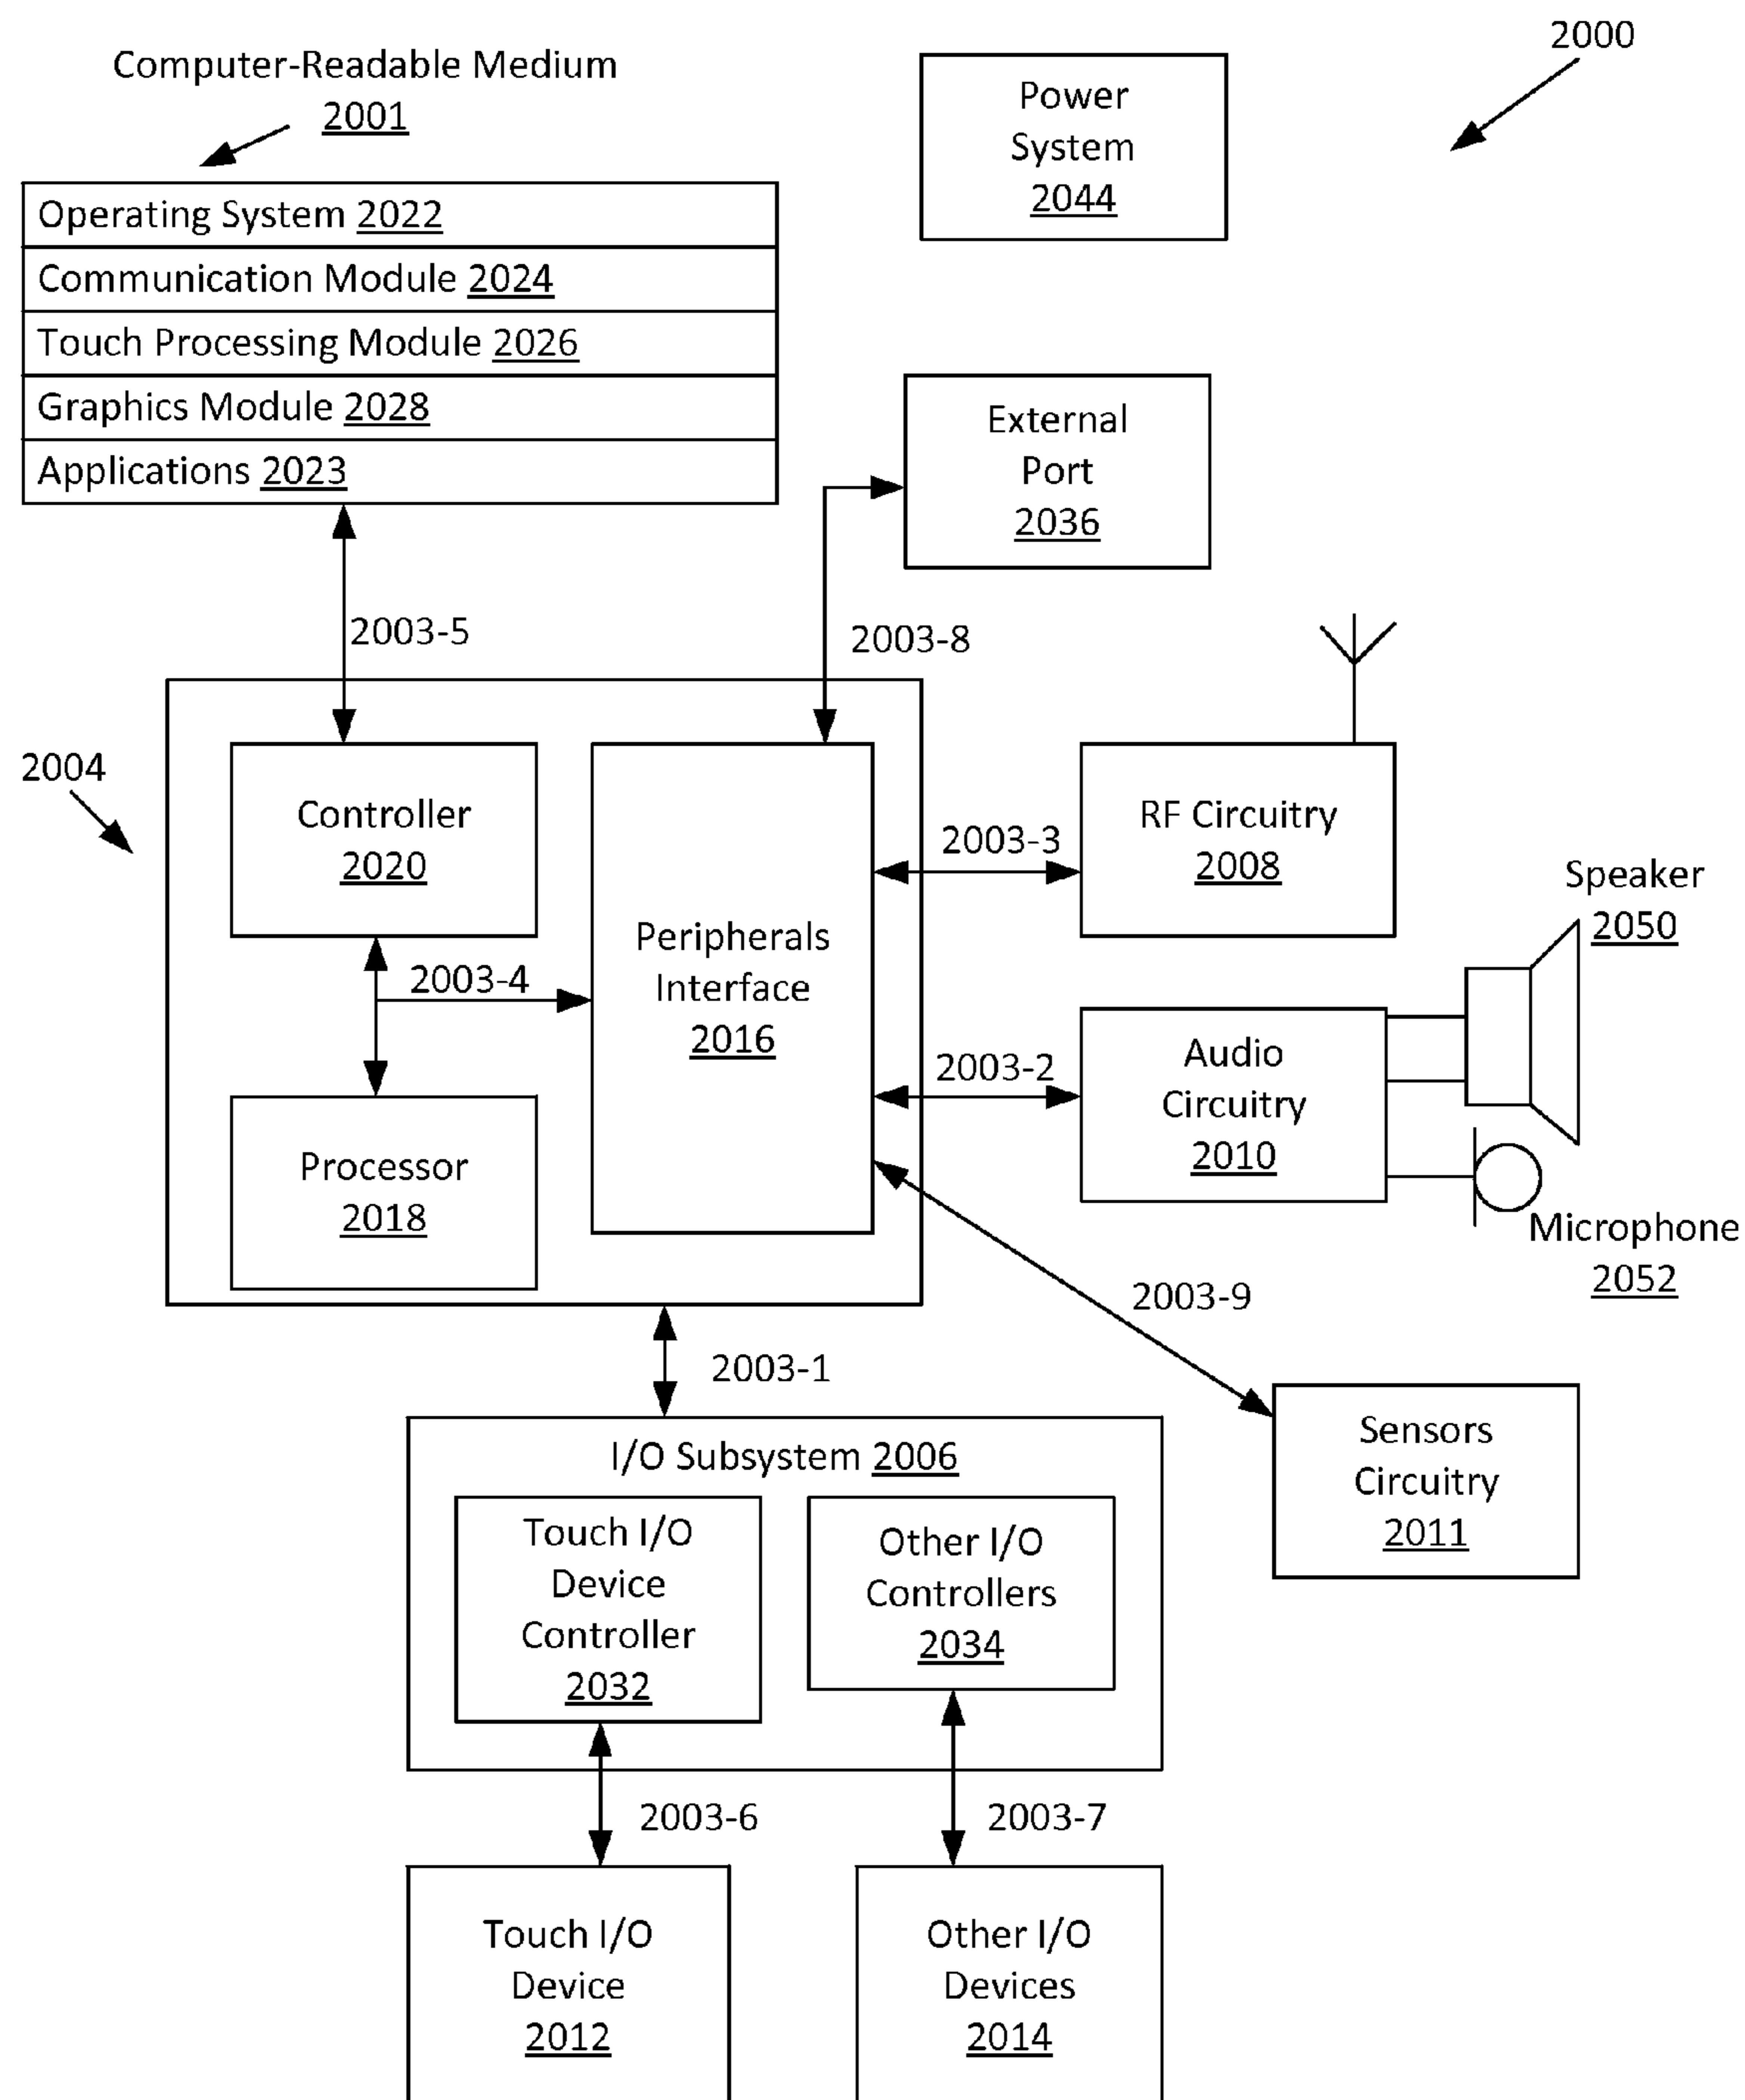 2000
Computer-Readable Medium
2001
Power
System
2044
Operating System 2022
Communication Module 2024
Touch Processing Module 2026
Graphics Module 2028
Applications 2023
External
Port
2036
2003-5
2003-8
2004
Controller
2020
2003-3
RF Circuitry
2008
Speaker
2050
Peripherals
Interface
2016
2003-4
2003-2
Audio
Circuitry
2010
Processor
2018
Microphone
2052
2003-9
2003-1
I/O Subsystem 2006
Sensors
Circuitry
2011
Touch I/O
Device
Controller
2032
Other I/O
Controllers
2034
2003-6
2003-7
Touch I/O
Device
2012
Other I/O
Devices
2014